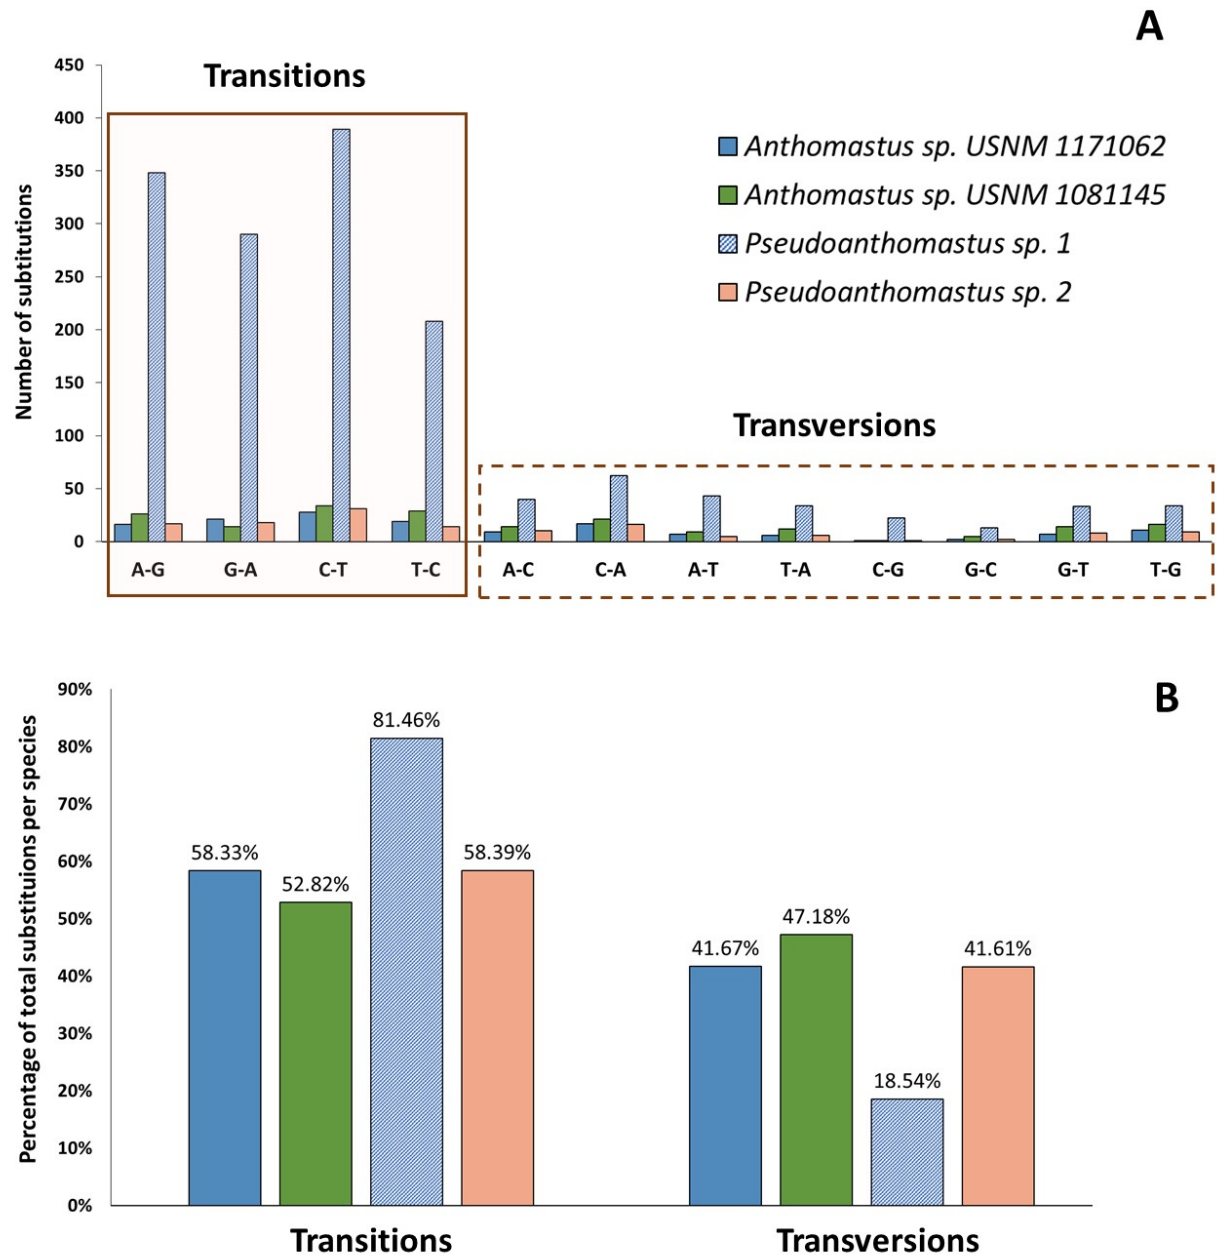 A
Transitions
450
400
350
300
250
200
150
100
50
0
Number of subtitutions
Anthomastus sp. USNM 1171062
Anthomastus sp. USNM 1081145
Pseudoanthomastus sp. 1
Pseudoanthomastus sp. 2
Transversions
A-G G-A C-T T-C A-C C-A A-T T-A C-G G-C G-T T-G
B
90%
80%
70%
60%
50%
40%
30%
20%
10%
0%
Percentage of total substituions per species
81.46%
58.33%
58.39%
52.82%
47.18%
41.67%
41.61%
18.54%
Transitions Transversions